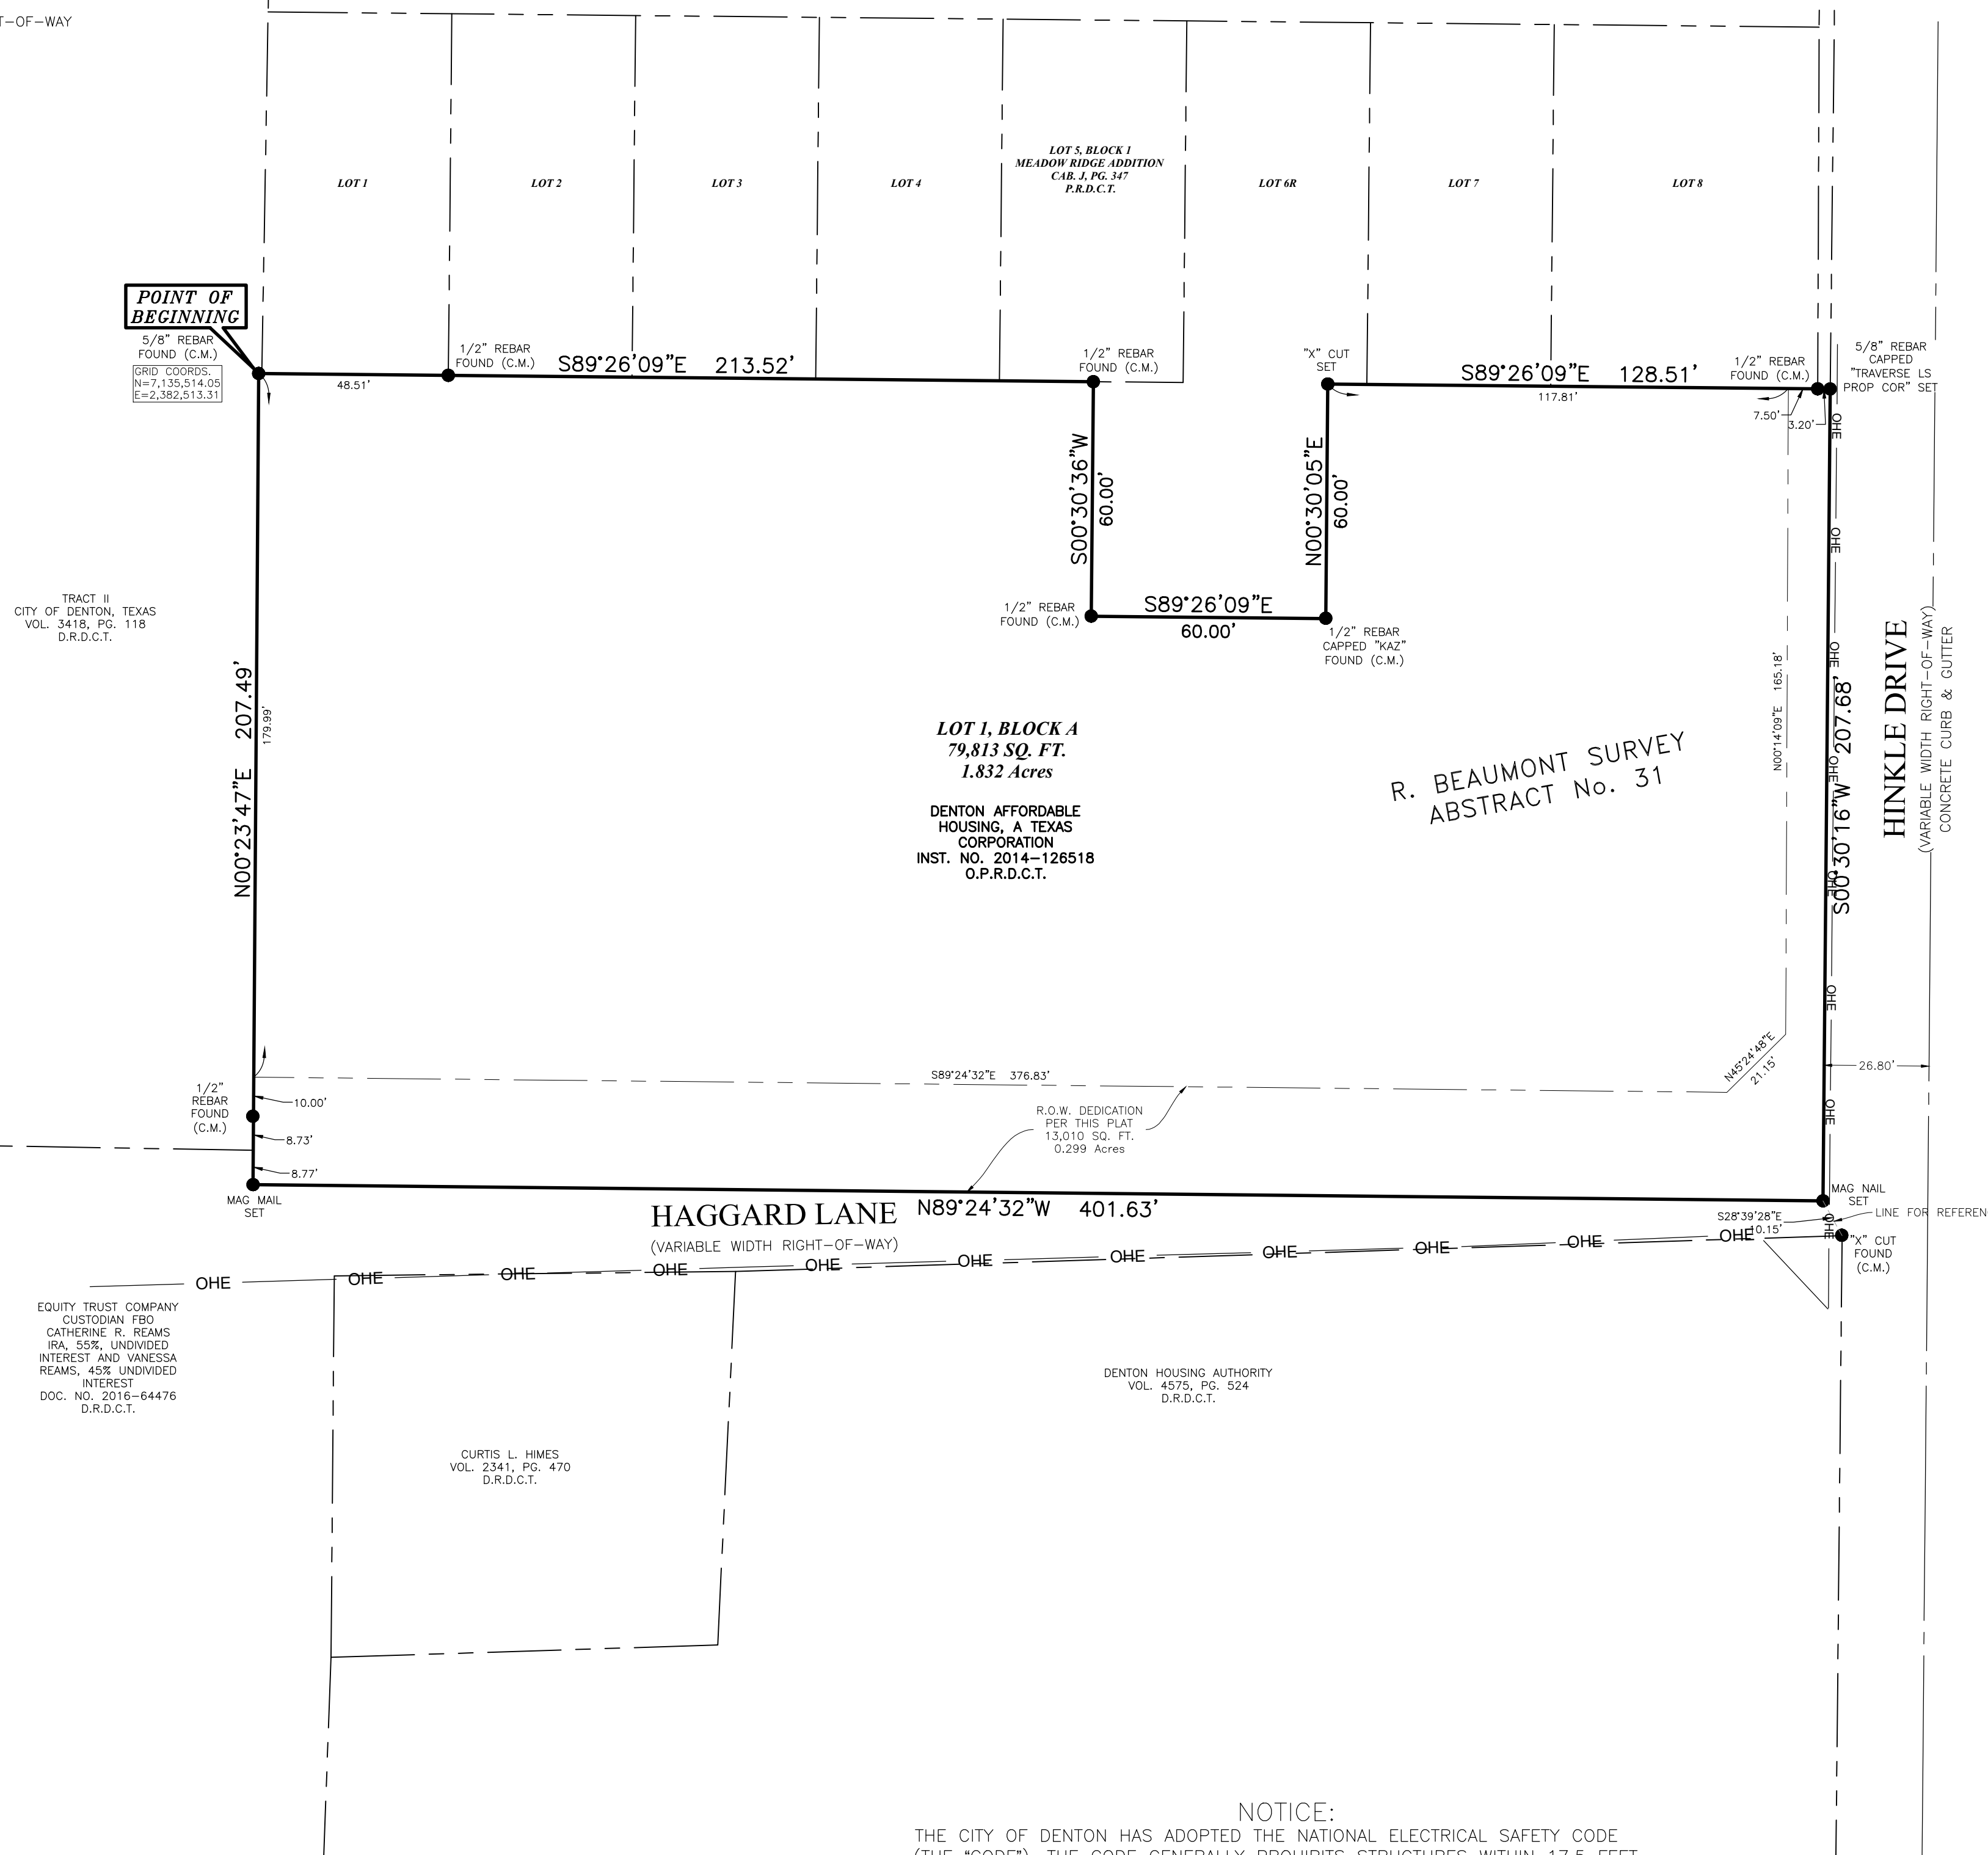 T-OF-WAY
LOT 1
LOT 2
LOT 3
LOT 4
LOT 5, BLOCK 1
MEADOW RIDGE ADDITION
CAB. J, PG. 347
P.R.D.C.T.
LOT 6R
LOT 7
LOT 8
POINT OF
BEGINNING
5/8" REBAR
FOUND (C.M.)
GRID COORDS.
N=7,135,514.05
E=2,382,513.31
48.51'
1/2" REBAR
FOUND (C.M.)
S89°26'09"E 213.52'
1/2" REBAR
FOUND (C.M.)
"X" CUT
SET
S89°26'09"E 128.51'
117.81'
1/2" REBAR
FOUND (C.M.)
5/8" REBAR
CAPPED
"TRAVERSE LS
PROP COR" SET
7.50'
3.20'
S00°30'36"W
60.00'
N00°30'05"E
60.00'
1/2" REBAR
FOUND (C.M.)
S89°26'09"E
60.00'
1/2" REBAR
CAPPED "KAZ"
FOUND (C.M.)
TRACT II
CITY OF DENTON, TEXAS
VOL. 3418, PG. 118
D.R.D.C.T.
N00°23'47"E 207.49'
179.99'
LOT 1, BLOCK A
79,813 SQ. FT.
1.832 Acres
DENTON AFFORDABLE
HOUSING, A TEXAS
CORPORATION
INST. NO. 2014-126518
O.P.R.D.C.T.
R. BEAUMONT SURVEY
ABSTRACT No. 31
N00°14'09"E 165.18'
OHE
OHE
OHE
OHE
OHE
OHE
OHE
OHE
S00°30'16"W 207.68'
HINKLE DRIVE
(VARIABLE WIDTH RIGHT-OF-WAY)
CONCRETE CURB & GUTTER
N45°24'48"E
21.15'
26.80'
S89°24'32"E 376.83'
1/2"
REBAR
FOUND
(C.M.)
10.00'
8.73'
8.77'
R.O.W. DEDICATION
PER THIS PLAT
13,010 SQ. FT.
0.299 Acres
MAG MAIL
SET
HAGGARD LANE
(VARIABLE WIDTH RIGHT-OF-WAY)
N89°24'32"W 401.63'
MAG NAIL
SET
S28°39'28"E
10.15'
LINE FOR REFEREN
"X" CUT
FOUND
(C.M.)
OHE OHE OHE OHE OHE OHE OHE OHE OHE OHE OHE
EQUITY TRUST COMPANY
CUSTODIAN FBO
CATHERINE R. REAMS
IRA, 55%, UNDIVIDED
INTEREST AND VANESSA
REAMS, 45% UNDIVIDED
INTEREST
DOC. NO. 2016-64476
D.R.D.C.T.
DENTON HOUSING AUTHORITY
VOL. 4575, PG. 524
D.R.D.C.T.
CURTIS L. HIMES
VOL. 2341, PG. 470
D.R.D.C.T.
NOTICE:
THE CITY OF DENTON HAS ADOPTED THE NATIONAL ELECTRICAL SAFETY CODE
(THE "CODE"). THE CODE GENERALLY PROHIBITS STRUCTURES WITHIN 17.5 FEET